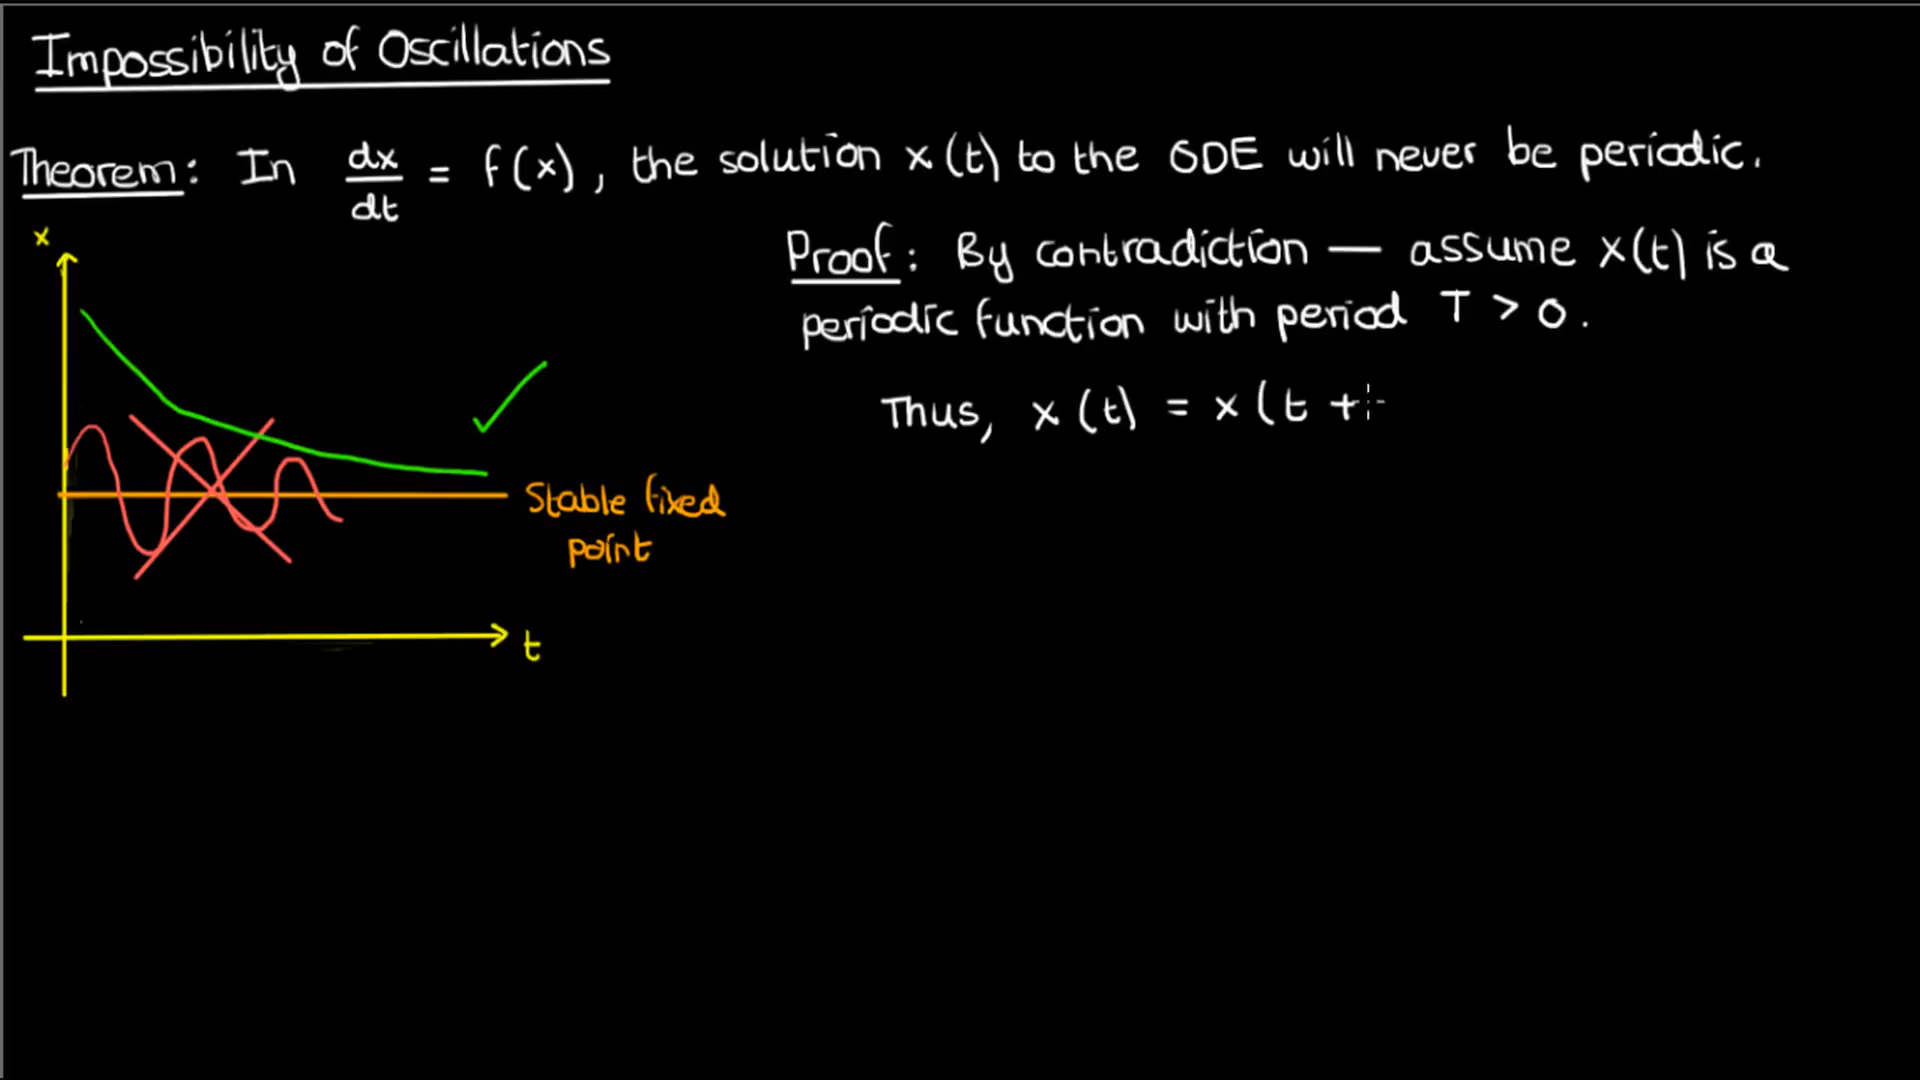 Impossibility of Oscillations
Theorem: In dx/dt = f(x), the solution x(t) to the ODE will never be periodic.
x
Proof: By contradiction — assume x(t) is a
periodic function with period T > 0.
Thus, x(t) = x(t +
Stable fixed
point
t